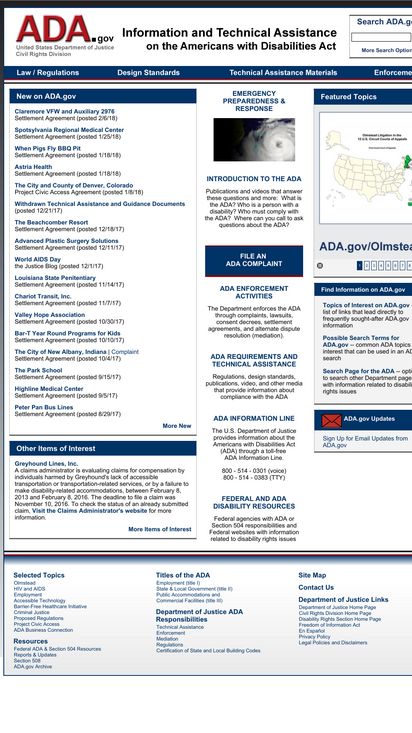 ADA.gov
United States Department of Justice
Civil Rights Division
Information and Technical Assistance
on the Americans with Disabilities Act
Search ADA.g
More Search Option
Law / Regulations
Design Standards
Technical Assistance Materials
Enforceme
New on ADA.gov
Claremore VFW and Auxiliary 2976
Settlement Agreement (posted 2/6/18)
Spotsylvania Regional Medical Center
Settlement Agreement (posted 1/25/18)
When Pigs Fly BBQ Pit
Settlement Agreement (posted 1/18/18)
Astria Health
Settlement Agreement (posted 1/18/18)
The City and County of Denver, Colorado
Project Civic Access Agreement (posted 1/8/18)
Withdrawn Technical Assistance and Guidance Documents
(posted 12/21/17)
The Beachcomber Resort
Settlement Agreement (posted 12/18/17)
Advanced Plastic Surgery Solutions
Settlement Agreement (posted 12/11/17)
World AIDS Day
the Justice Blog (posted 12/1/17)
Louisiana State Penitentiary
Settlement Agreement (posted 11/14/17)
Chariot Transit, Inc.
Settlement Agreement (posted 11/7/17)
Valley Hope Association
Settlement Agreement (posted 10/30/17)
Bar-T Year Round Programs for Kids
Settlement Agreement (posted 10/10/17)
The City of New Albany, Indiana | Complaint
Settlement Agreement (posted 10/4/17)
The Park School
Settlement Agreement (posted 9/15/17)
Highline Medical Center
Settlement Agreement (posted 9/5/17)
Peter Pan Bus Lines
Settlement Agreement (posted 8/29/17)
More New
Other Items of Interest
Greyhound Lines, Inc.
A claims administrator is evaluating claims for compensation by
individuals harmed by Greyhound's lack of accessible
transportation or transportation-related services, or by a failure to
make disability-related accommodations, between February 8,
2013 and February 8, 2016. The deadline to file a claim was
November 10, 2016. To check the status of an already submitted
claim, Visit the Claims Administrator's website for more
information.
More Items of Interest
EMERGENCY
PREPAREDNESS &
RESPONSE
INTRODUCTION TO THE ADA
Publications and videos that answer
these questions and more: What is
the ADA? Who is a person with a
disability? Who must comply with
the ADA? Where can you call to ask
questions about the ADA?
FILE AN
ADA COMPLAINT
ADA ENFORCEMENT
ACTIVITIES
The Department enforces the ADA
through complaints, lawsuits,
consent decrees, settlement
agreements, and alternate dispute
resolution (mediation).
ADA REQUIREMENTS AND
TECHNICAL ASSISTANCE
Regulations, design standards,
publications, video, and other media
that provide information about
compliance with the ADA
ADA INFORMATION LINE
The U.S. Department of Justice
provides information about the
Americans with Disabilities Act
(ADA) through a toll-free
ADA Information Line.
800 - 514 - 0301 (voice)
800 - 514 - 0383 (TTY)
FEDERAL AND ADA
DISABILITY RESOURCES
Federal agencies with ADA or
Section 504 responsibilities and
Federal websites with information
related to disability rights issues
Featured Topics
ADA.gov/Olmstea
1 2 3 4 5 6 7 8
Find Information on ADA.gov
Topics of Interest on ADA.gov -
list of links that lead directly to
frequently sought-after ADA.gov
information
Possible Search Terms for
ADA.gov -- common ADA topics
interest that can be used in an AD
search
Search Page for the ADA -- opti
to search other Department page
with information related to disabil
rights issues
ADA.gov Updates
Sign Up for Email Updates from
ADA.gov
Selected Topics
Olmstead
HIV and AIDS
Employment
Accessible Technology
Barrier-Free Healthcare Initiative
Criminal Justice
Proposed Regulations
Project Civic Access
ADA Business Connection
Resources
Federal ADA & Section 504 Resources
Reports & Updates
Section 508
ADA.gov Archive
Titles of the ADA
Employment (title I)
State & Local Government (title II)
Public Accommodations and
Commercial Facilities (title III)
Department of Justice ADA
Responsibilities
Technical Assistance
Enforcement
Mediation
Regulations
Certification of State and Local Building Codes
Site Map
Contact Us
Department of Justice Links
Department of Justice Home Page
Civil Rights Division Home Page
Disability Rights Section Home Page
Freedom of Information Act
En Español
Privacy Policy
Legal Policies and Disclaimers